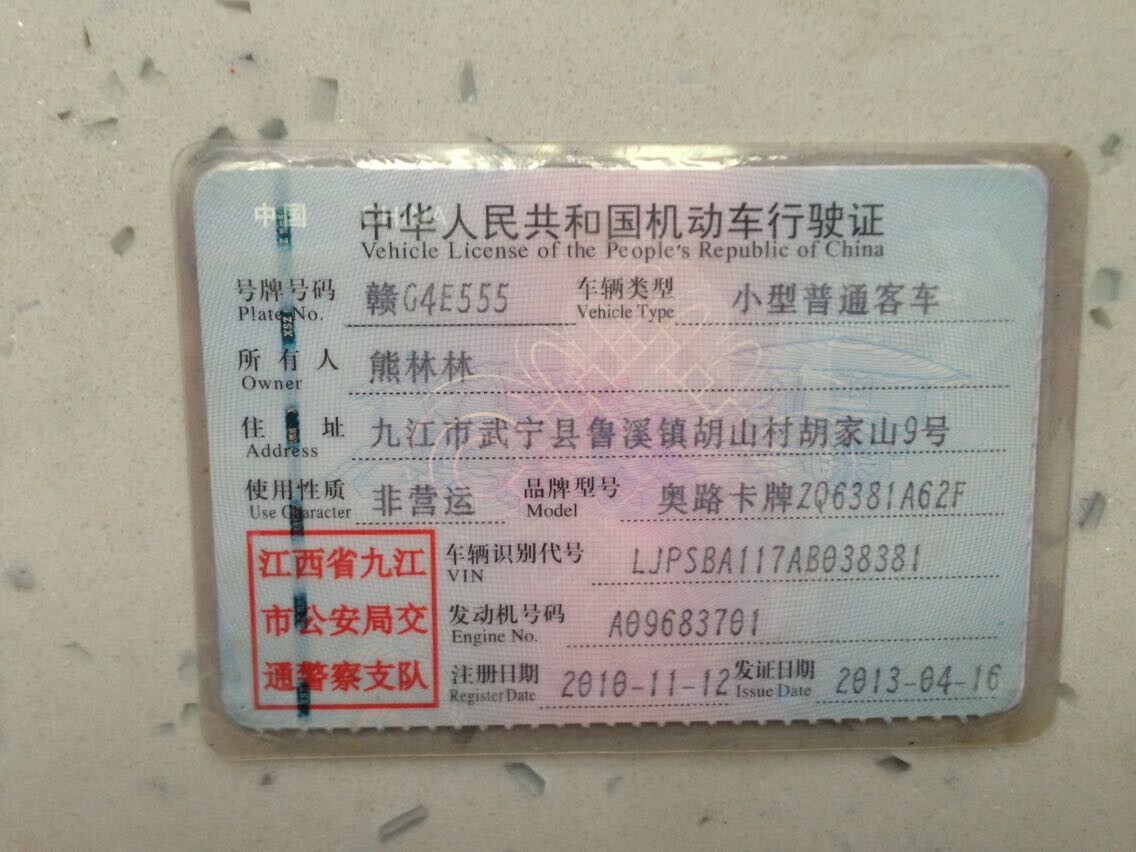 中国 CHINA
中华人民共和国机动车行驶证
Vehicle License of the People's Republic of China
号牌号码 赣G4E555 车辆类型 小型普通客车
Plate No. Vehicle Type
所有人 熊林林
Owner
住址 九江市武宁县鲁溪镇胡山村胡家山9号
Address
使用性质 非营运 品牌型号 奥路卡牌ZQ6381A62F
Use Character Model
江西省九江
市公安局交
通警察支队
车辆识别代号 LJPSBA117AB038381
VIN
发动机号码 A09683701
Engine No.
注册日期 2010-11-12 发证日期 2013-04-16
Register Date Issue Date